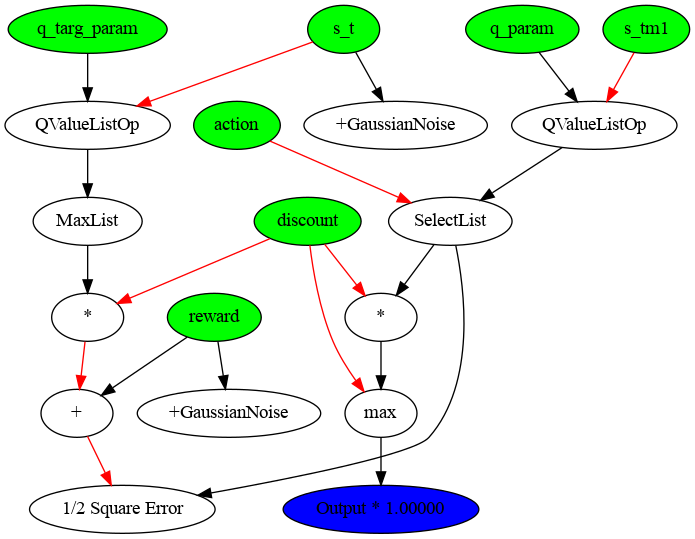 q_targ_param
s_t
q_param
s_tm1
QValueListOp
action
+GaussianNoise
QValueListOp
MaxList
discount
SelectList
*
reward
*
+
+GaussianNoise
max
1/2 Square Error
Output * 1.00000